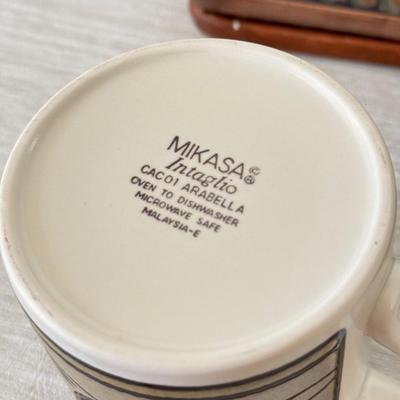 MIKASA © ®
Intaglio
CAC01 ARABELLA
OVEN TO DISHWASHER
MICROWAVE SAFE
MALAYSIA-E